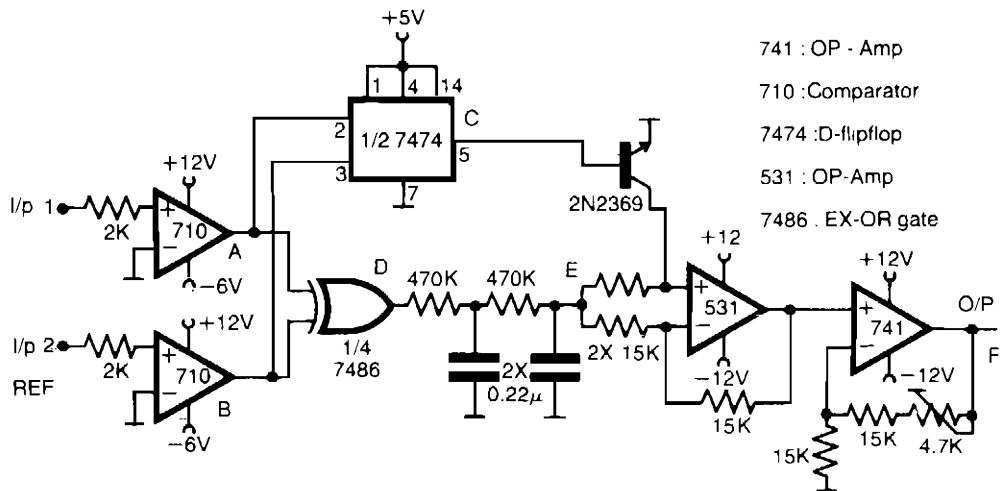 +5V
741 : OP - Amp
710 : Comparator
7474 : D-flipflop
531 : OP-Amp
7486 . EX-OR gate
1 4 14
2
1/2 7474
C
5
3
7
2N2369
I/p 1
2K
+12V
+
710
−
A
−6V
I/p 2
REF
2K
+12V
+
710
−
B
−6V
D
1/4
7486
470K
470K
2X
0.22μ
E
2X 15K
+12
+
531
−
−12V
15K
+12V
+
741
−
−12V
O/P
F
15K
4.7K
15K